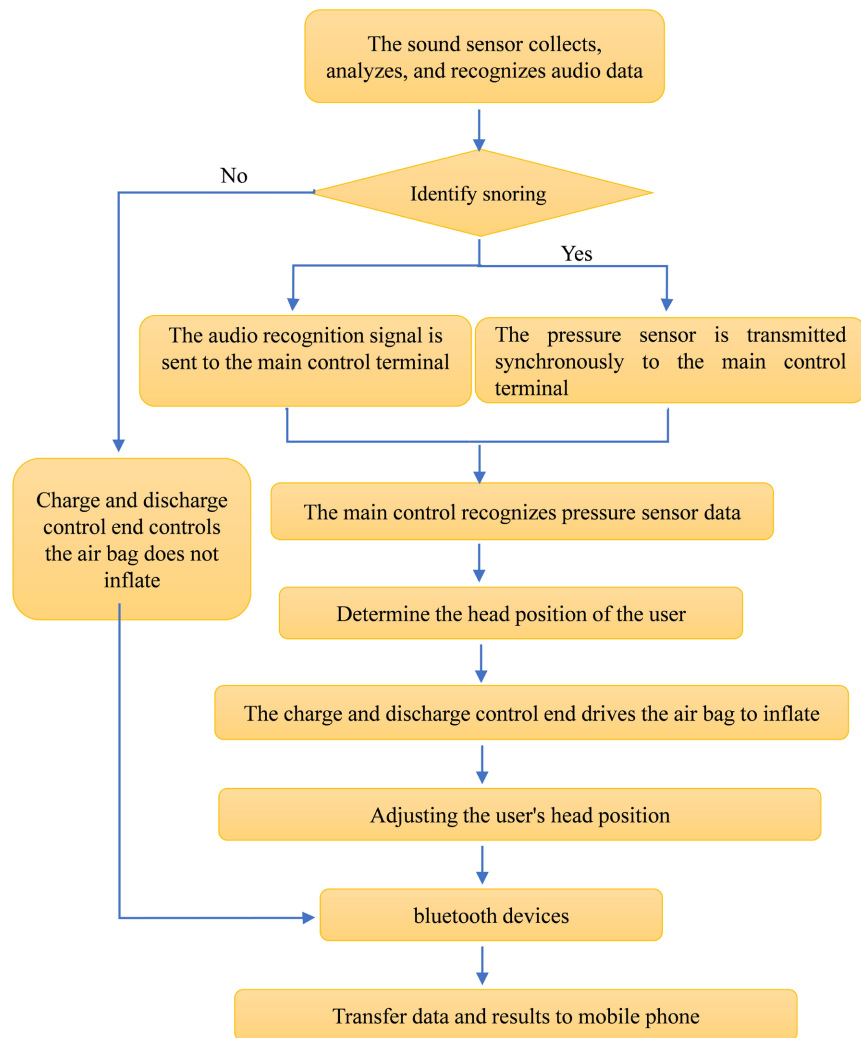 The sound sensor collects,
analyzes, and recognizes audio data
No
Identify snoring
Yes
The audio recognition signal is
sent to the main control terminal
The pressure sensor is transmitted
synchronously to the main control
terminal
Charge and discharge
control end controls
the air bag does not
inflate
The main control recognizes pressure sensor data
Determine the head position of the user
The charge and discharge control end drives the air bag to inflate
Adjusting the user's head position
bluetooth devices
Transfer data and results to mobile phone